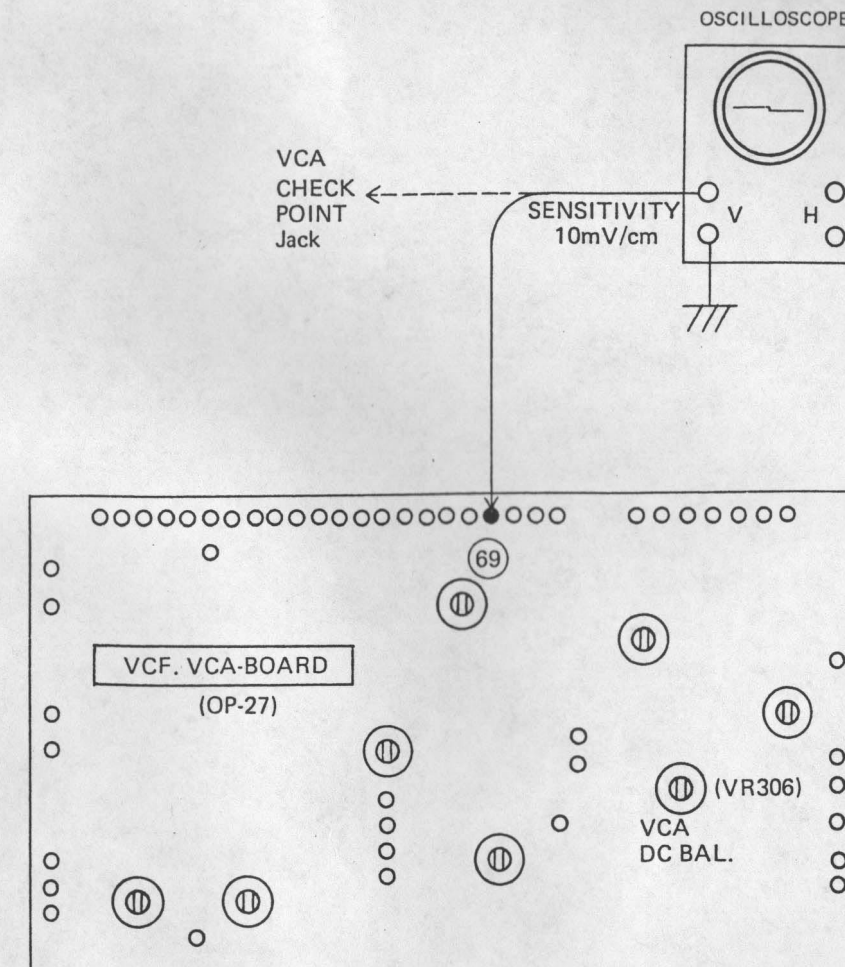 OSCILLOSCOPE
VCA
CHECK
POINT
Jack
SENSITIVITY
10mV/cm
V
H
69
VCF. VCA-BOARD
(OP-27)
(VR306)
VCA
DC BAL.